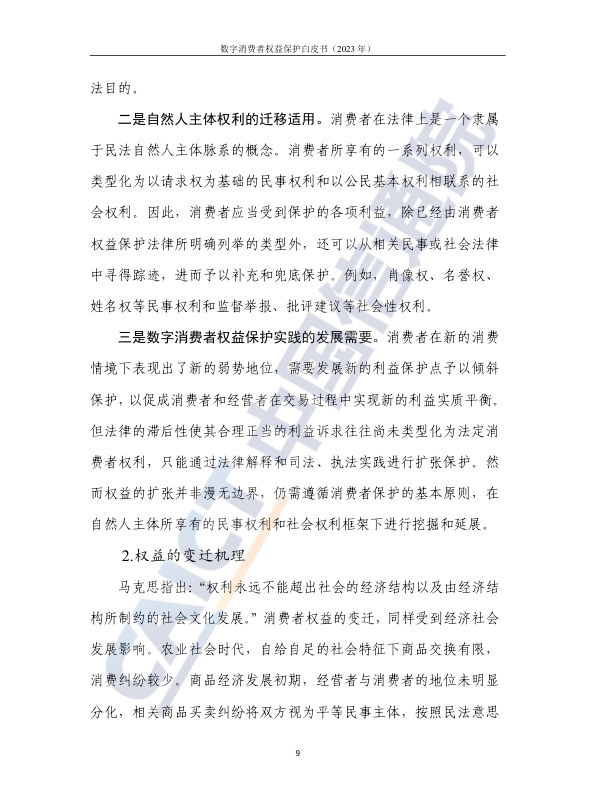 数字消费者权益保护白皮书（2023 年）
法目的。
二是自然人主体权利的迁移适用。消费者在法律上是一个隶属
于民法自然人主体脉系的概念。消费者所享有的一系列权利，可以
类型化为以请求权为基础的民事权利和以公民基本权利相联系的社
会权利。因此，消费者应当受到保护的各项利益，除已经由消费者
权益保护法律所明确列举的类型外，还可以从相关民事或社会法律
中寻得踪迹，进而予以补充和兜底保护。例如，肖像权、名誉权、
姓名权等民事权利和监督举报、批评建议等社会性权利。
三是数字消费者权益保护实践的发展需要。消费者在新的消费
情境下表现出了新的弱势地位，需要发展新的利益保护点予以倾斜
保护，以促成消费者和经营者在交易过程中实现新的利益实质平衡。
但法律的滞后性使其合理正当的利益诉求往往尚未类型化为法定消
费者权利，只能通过法律解释和司法、执法实践进行扩张保护。然
而权益的扩张并非漫无边界，仍需遵循消费者保护的基本原则，在
自然人主体所享有的民事权利和社会权利框架下进行挖掘和延展。
2.权益的变迁机理
马克思指出：“权利永远不能超出社会的经济结构以及由经济结
构所制约的社会文化发展。”消费者权益的变迁，同样受到经济社会
发展影响。农业社会时代，自给自足的社会特征下商品交换有限，
消费纠纷较少。商品经济发展初期，经营者与消费者的地位未明显
分化，相关商品买卖纠纷将双方视为平等民事主体，按照民法意思
9
CAICT 中国信通院